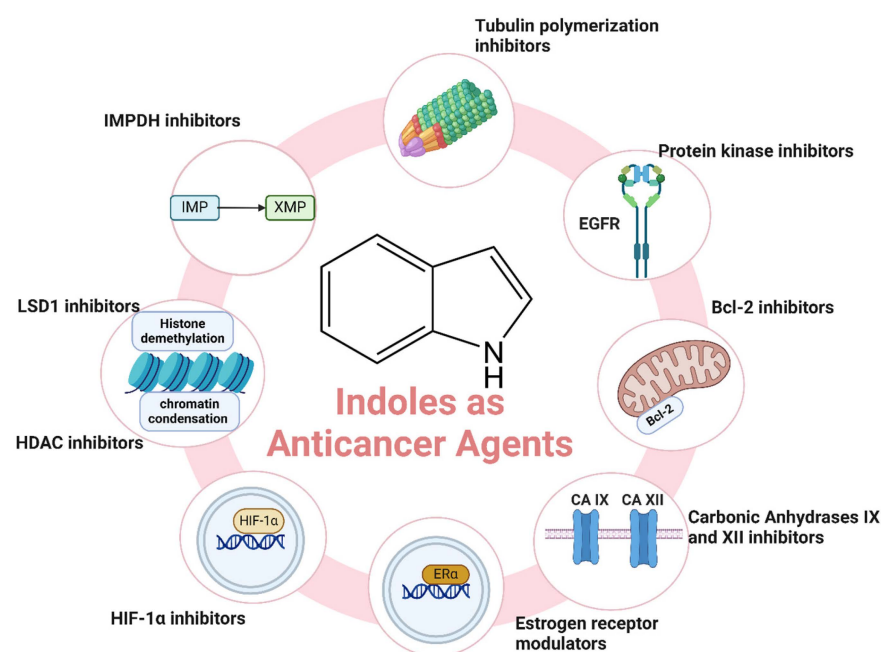 Tubulin polymerization
inhibitors
IMPDH inhibitors
Protein kinase inhibitors
IMP
XMP
EGFR
LSD1 inhibitors
Histone
demethylation
Bcl-2 inhibitors
N
H
chromatin
condensation
Indoles as
Anticancer Agents
Bcl-2
HDAC inhibitors
CA IX CA XII
Carbonic Anhydrases IX
and XII inhibitors
HIF-1α
ERα
HIF-1α inhibitors
Estrogen receptor
modulators